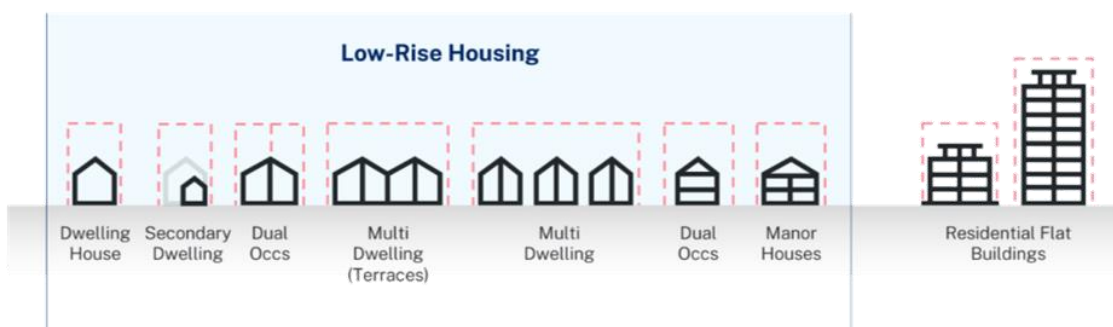 Low-Rise Housing
Dwelling
House
Secondary
Dwelling
Dual
Occs
Multi
Dwelling
(Terraces)
Multi
Dwelling
Dual
Occs
Manor
Houses
Residential Flat
Buildings